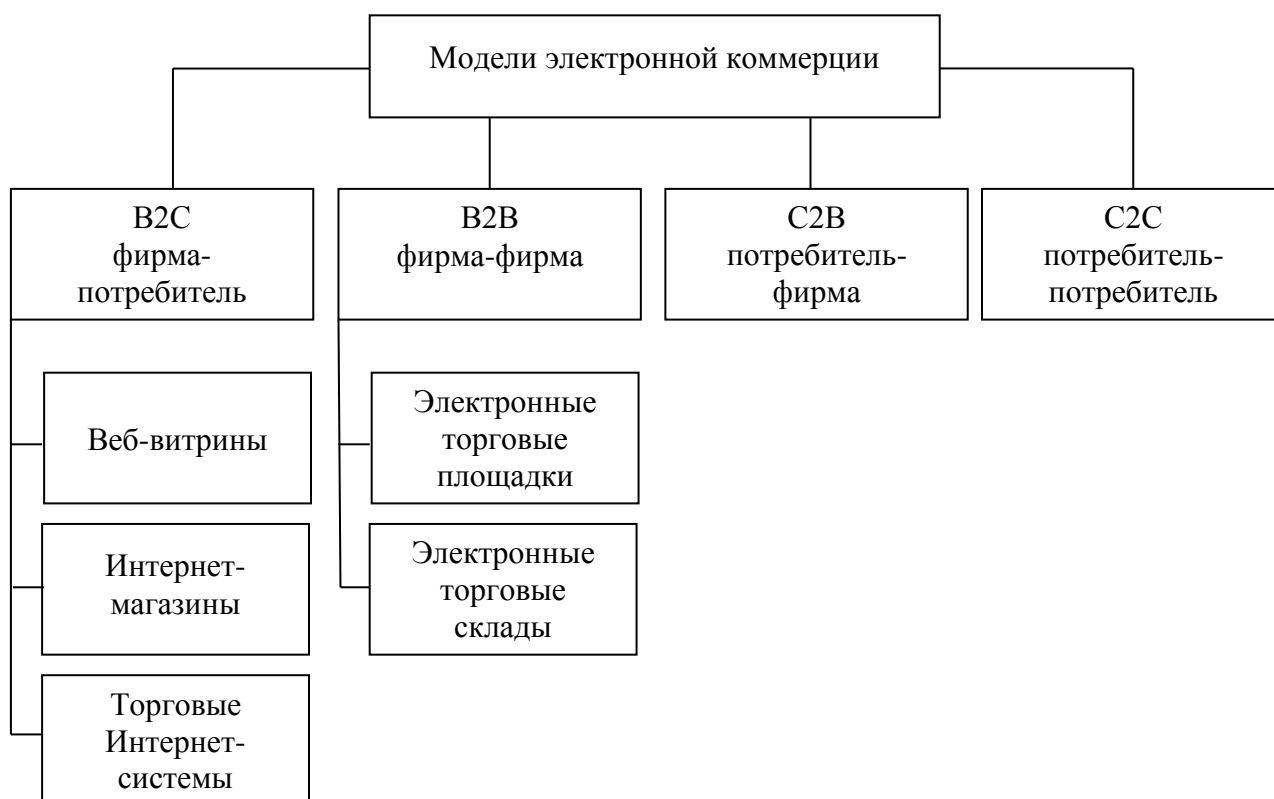 Модели электронной коммерции
B2C
фирма-
потребитель
B2B
фирма-фирма
C2B
потребитель-
фирма
C2C
потребитель-
потребитель
Веб-витрины
Интернет-
магазины
Торговые
Интернет-
системы
Электронные
торговые
площадки
Электронные
торговые
склады